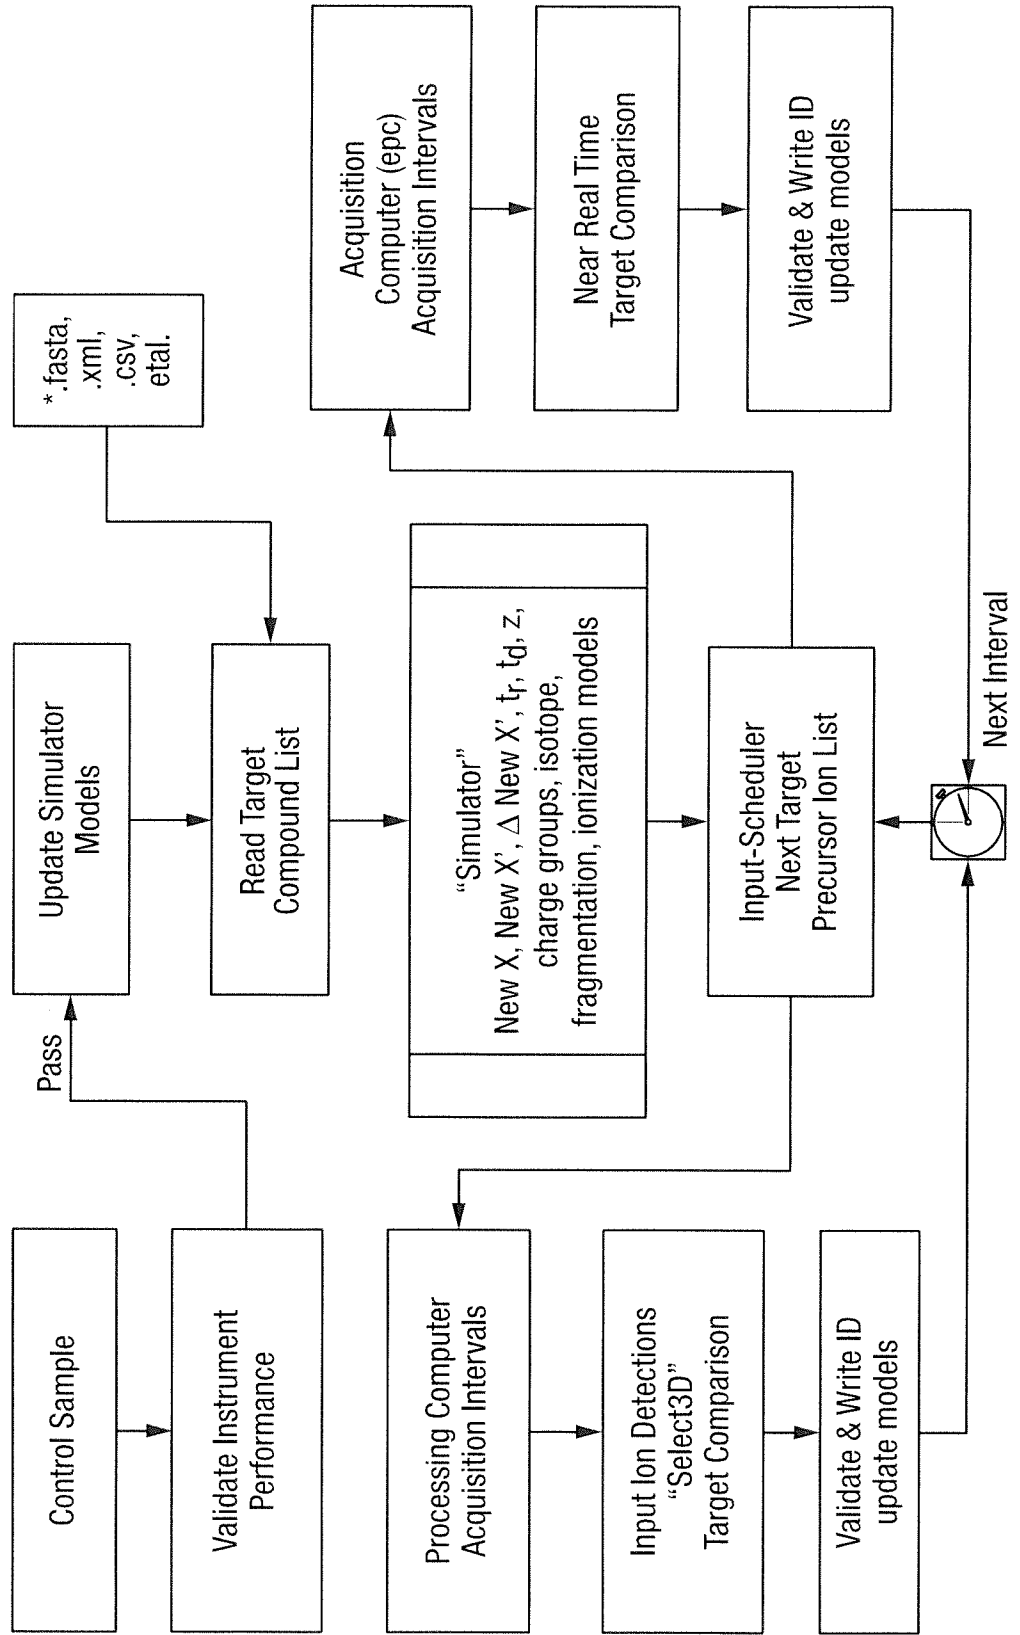 Control Sample
Validate Instrument
Performance
Pass
Update Simulator
Models
*.fasta,
.xml,
.csv,
etal.
Read Target
Compound List
"Simulator"
New X, New X', Δ New X', tr, td, z,
charge groups, isotope,
fragmentation, ionization models
Input-Scheduler
Next Target
Precursor Ion List
Processing Computer
Acquisition Intervals
Input Ion Detections
"Select3D"
Target Comparison
Validate & Write ID
update models
Acquisition
Computer (epc)
Acquisition Intervals
Near Real Time
Target Comparison
Validate & Write ID
update models
Next Interval